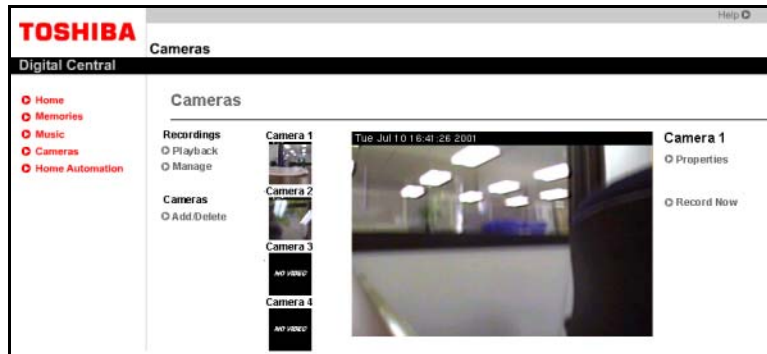 Help
TOSHIBA
Cameras
Digital Central
Home
Memories
Music
Cameras
Home Automation
Cameras
Recordings
Playback
Manage
Cameras
Add/Delete
Camera 1
Camera 2
Camera 3
NO VIDEO
Camera 4
NO VIDEO
Tue Jul 10 16:41:26 2001
Camera 1
Properties
Record Now